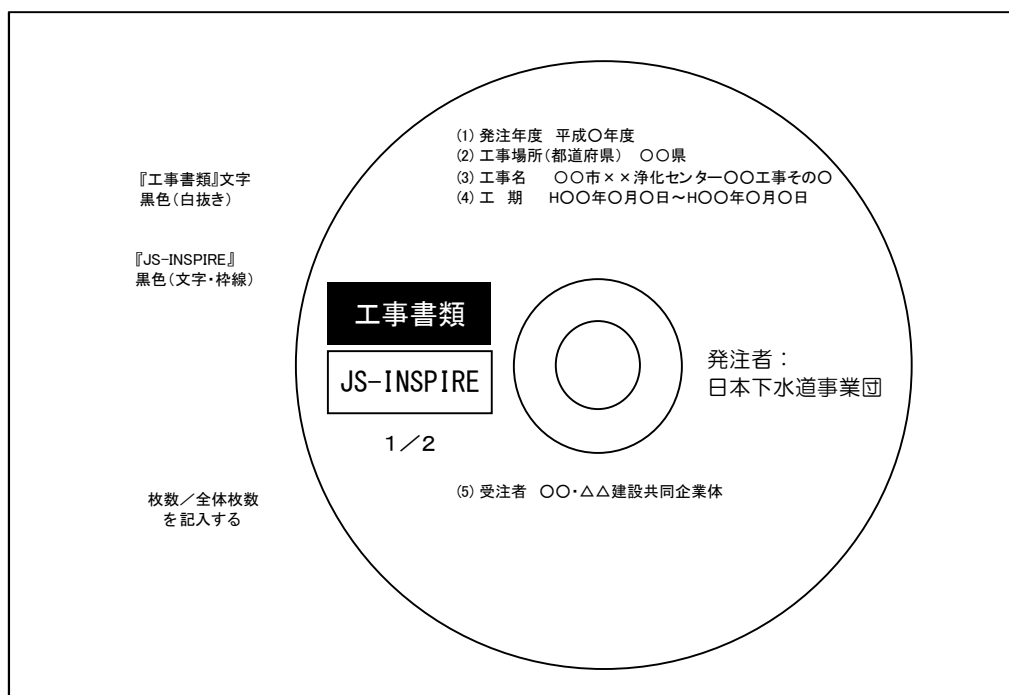 (1) 発注年度　平成〇年度
(2) 工事場所(都道府県)　〇〇県
(3) 工事名　〇〇市××浄化センター〇〇工事その〇
(4) 工　期　H〇〇年〇月〇日～H〇〇年〇月〇日
『工事書類』文字
黒色(白抜き)
『JS-INSPIRE』
黒色(文字・枠線)
工事書類
JS-INSPIRE
1／2
発注者：
日本下水道事業団
枚数／全体枚数
を記入する
(5) 受注者　〇〇・△△建設共同企業体